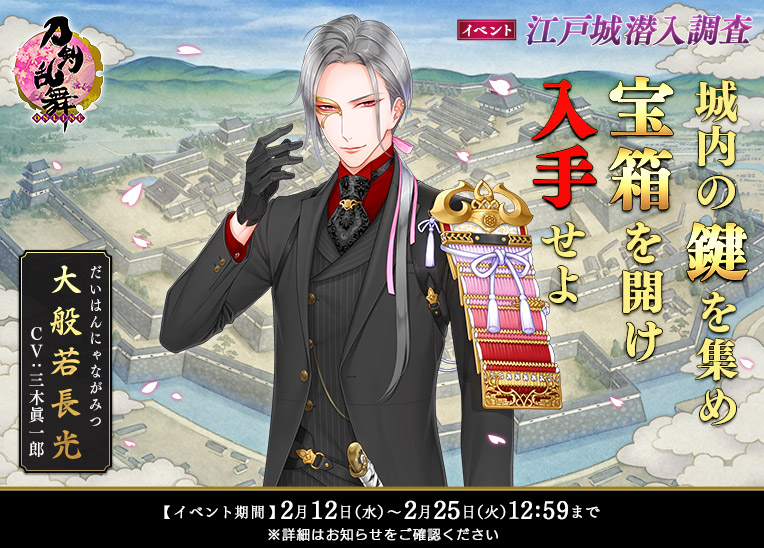 刀剣乱舞
ONLINE
イベント 江戸城潜入調査
城内の鍵を集め
宝箱を開け
入手せよ
だいはんにゃながみつ
大般若長光
CV:三木眞一郎
【イベント期間】2月12日(水)～2月25日(火)12:59まで
※詳細はお知らせをご確認ください